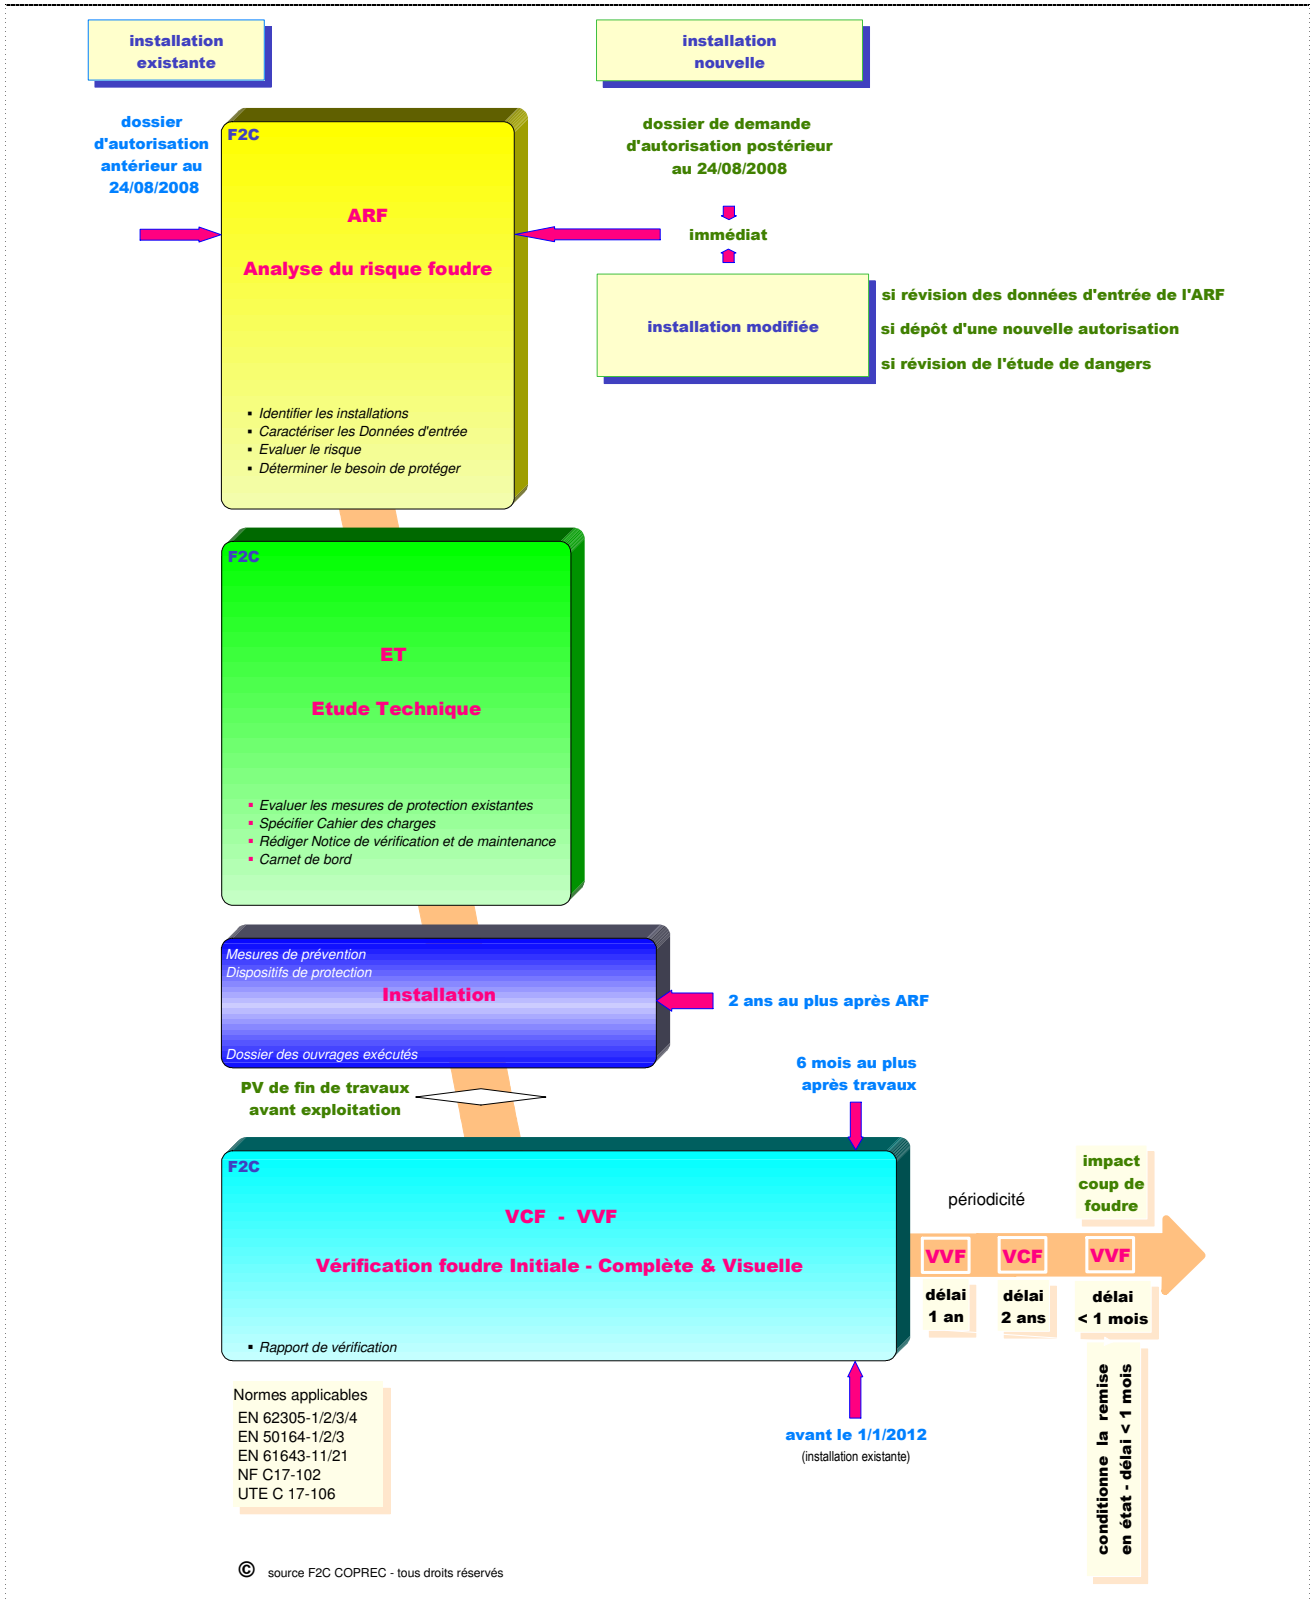 installation
existante
installation
nouvelle
dossier
d'autorisation
antérieur au
24/08/2008
dossier de demande
d'autorisation postérieur
au 24/08/2008
F2C
ARF
Analyse du risque foudre
▪ Identifier les installations
▪ Caractériser les Données d'entrée
▪ Evaluer le risque
▪ Déterminer le besoin de protéger
immédiat
installation modifiée
si révision des données d'entrée de l'ARF
si dépôt d'une nouvelle autorisation
si révision de l'étude de dangers
F2C
ET
Etude Technique
▪ Evaluer les mesures de protection existantes
▪ Spécifier Cahier des charges
▪ Rédiger Notice de vérification et de maintenance
▪ Carnet de bord
Mesures de prévention
Dispositifs de protection
Installation
Dossier des ouvrages exécutés
2 ans au plus après ARF
PV de fin de travaux
avant exploitation
6 mois au plus
après travaux
F2C
VCF - VVF
Vérification foudre Initiale - Complète & Visuelle
▪ Rapport de vérification
périodicité
impact
coup de
foudre
VVF
VCF
VVF
délai
1 an
délai
2 ans
délai
< 1 mois
conditionne la remise
en état - délai < 1 mois
avant le 1/1/2012
(installation existante)
Normes applicables
EN 62305-1/2/3/4
EN 50164-1/2/3
EN 61643-11/21
NF C17-102
UTE C 17-106
© source F2C COPREC - tous droits réservés